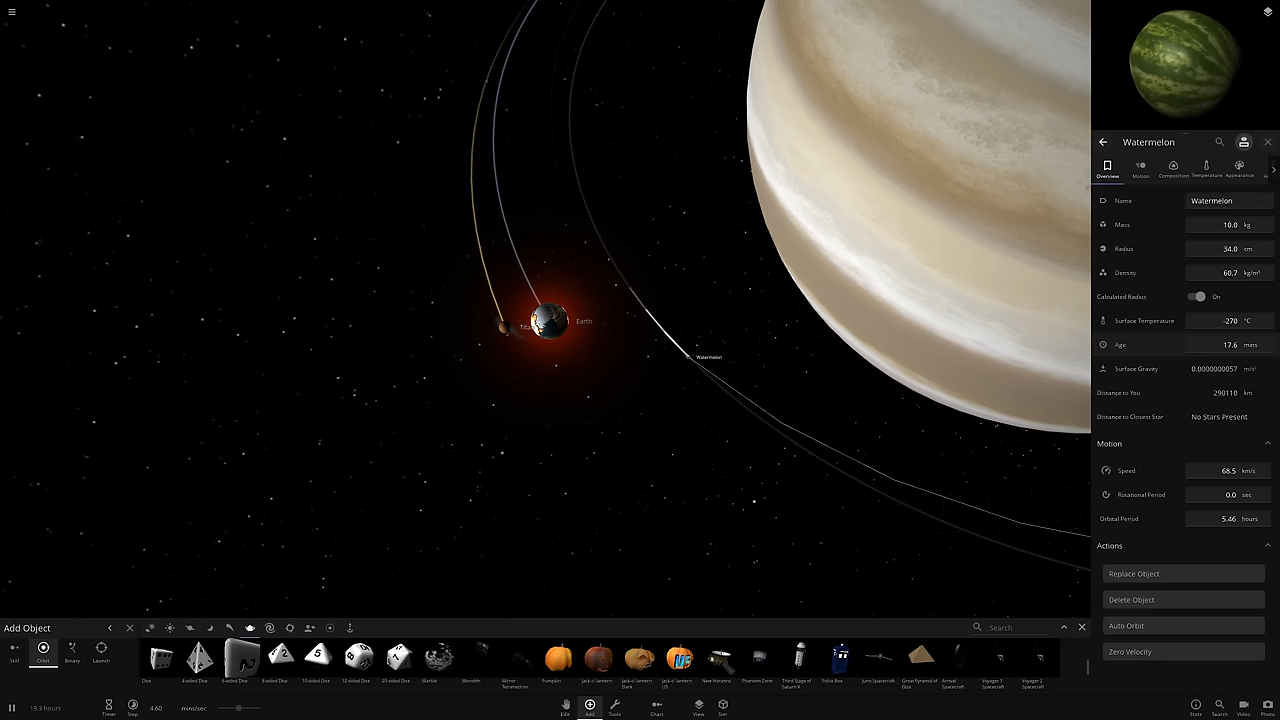 Watermelon
Overview
Motion
Composition
Temperature
Appearance
Name
Watermelon
Mass
10.0 kg
Radius
34.0 cm
Density
60.7 kg/m³
Calculated Radius
On
Surface Temperature
-270 °C
Age
17.6 mins
Surface Gravity
0.0000000057 m/s²
Distance to You
290110 km
Distance to Closest Star
No Stars Present
Motion
Speed
68.5 km/s
Rotational Period
0.0 sec
Orbital Period
5.46 hours
Actions
Replace Object
Delete Object
Auto Orbit
Zero Velocity
Earth
Watermelon
Add Object
Search
Still
Orbit
Binary
Launch
Dice
4-sided Dice
6-sided Dice
8-sided Dice
10-sided Dice
12-sided Dice
20-sided Dice
Marble
Monolith
Mirror Tetrahedron
Pumpkin
Jack-o'-lantern
Jack-o'-lantern Dark
Jack-o'-lantern US
New Horizons
Phantom Zone
Third Stage of Saturn V
Police Box
Juno Spacecraft
Great Pyramid of Giza
Arrival Spacecraft
Voyager 1 Spacecraft
Voyager 2 Spacecraft
19.3 hours
Timer
Step
4.60
mins/sec
Edit
Add
Tools
Chart
View
Sim
Stats
Search
Video
Photo